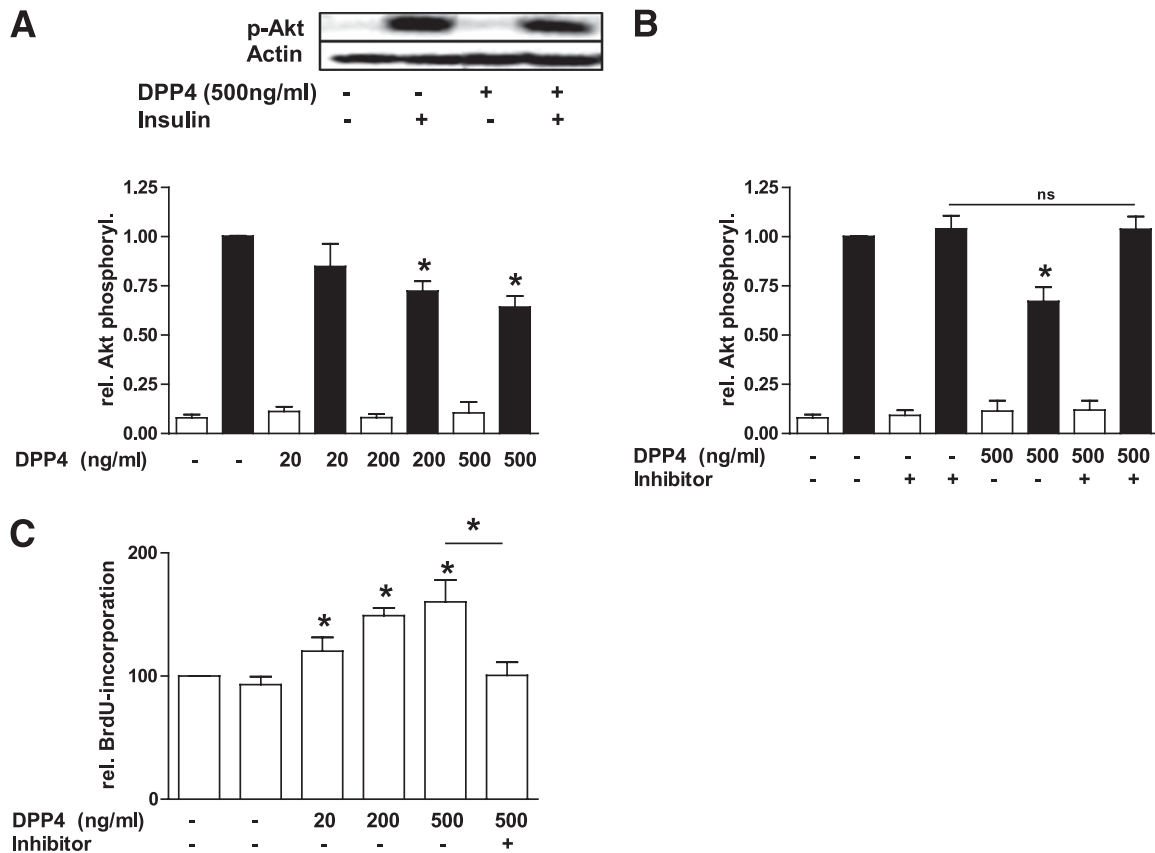 A
p-Akt
Actin
DPP4 (500ng/ml) - - + +
Insulin - + - +
rel. Akt phosphoryl.
1.25
1.00
0.75
0.50
0.25
0.00
* *
DPP4 (ng/ml) - - 20 20 200 200 500 500
B
rel. Akt phosphoryl.
1.25
1.00
0.75
0.50
0.25
0.00
ns
*
DPP4 (ng/ml) - - - - 500 500 500 500
Inhibitor - - + + - - + +
C
rel. BrdU-incorporation
200
100
0
* * * *
DPP4 (ng/ml) - - 20 200 500 500
Inhibitor - - - - - +